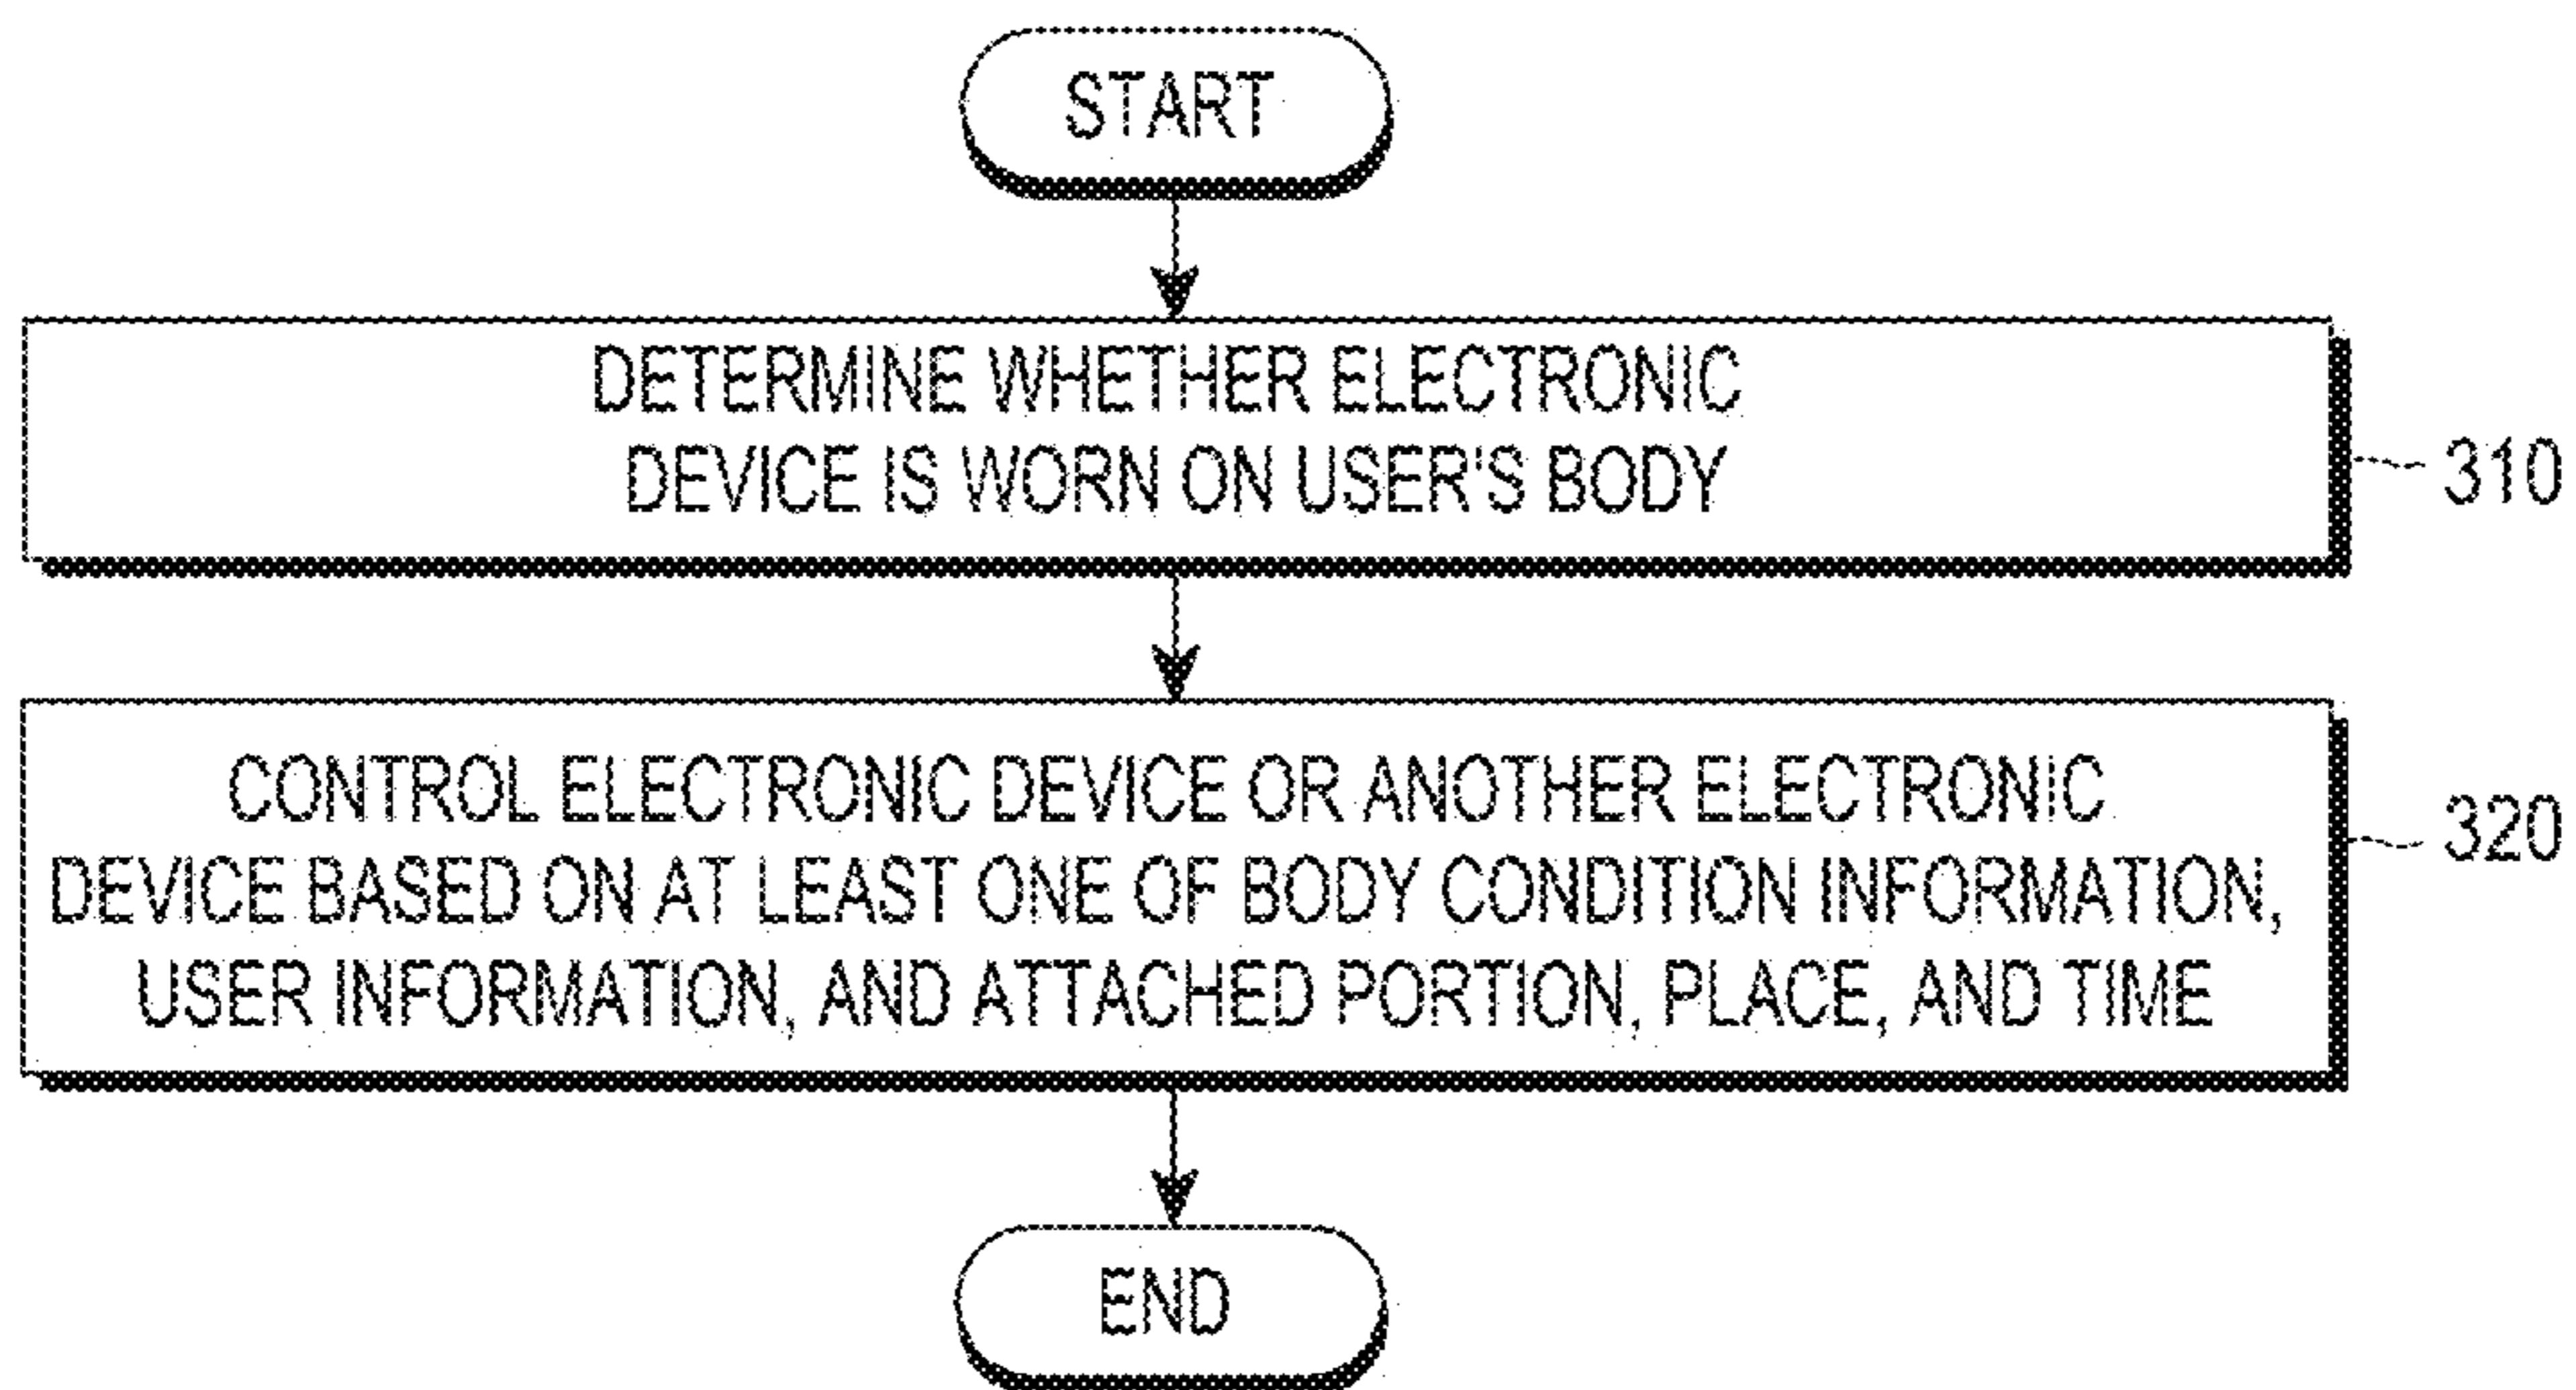 START
DETERMINE WHETHER ELECTRONIC
DEVICE IS WORN ON USER'S BODY
310
CONTROL ELECTRONIC DEVICE OR ANOTHER ELECTRONIC
DEVICE BASED ON AT LEAST ONE OF BODY CONDITION INFORMATION,
USER INFORMATION, AND ATTACHED PORTION, PLACE, AND TIME
320
END